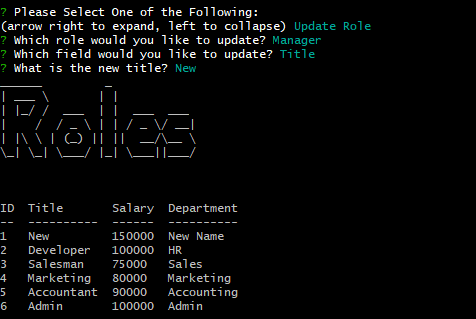 ? Please Select One of the Following:
(arrow right to expand, left to collapse) Update Role
? Which role would you like to update? Manager
? Which field would you like to update? Title
? What is the new title? New
Roles
ID Title Salary Department
-- ---------- ------ ----------
1 New 150000 New Name
2 Developer 100000 HR
3 Salesman 75000 Sales
4 Marketing 80000 Marketing
5 Accountant 90000 Accounting
6 Admin 100000 Admin